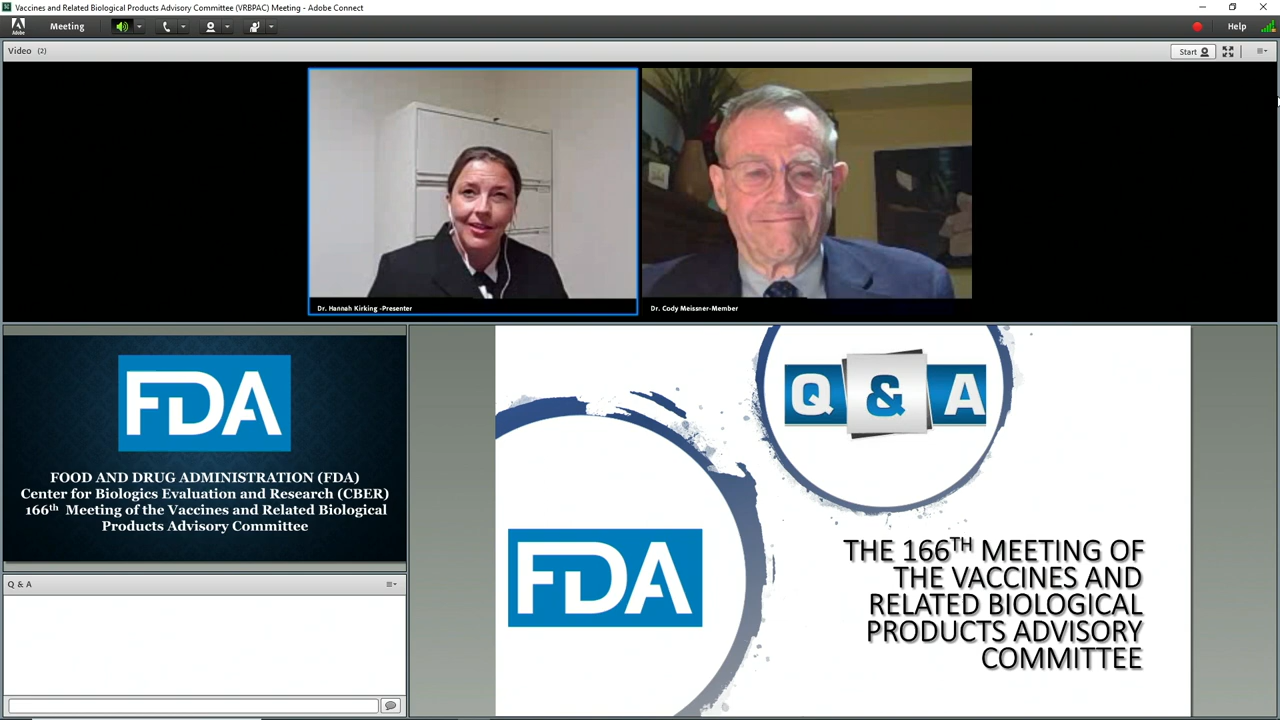 Vaccines and Related Biological Products Advisory Committee (VRBPAC) Meeting - Adobe Connect
Adobe
Meeting
Help
Video (2)
Start
Dr. Hannah Kirking -Presenter
Dr. Cody Meissner-Member
FDA
FOOD AND DRUG ADMINISTRATION (FDA)
Center for Biologics Evaluation and Research (CBER)
166th Meeting of the Vaccines and Related Biological
Products Advisory Committee
Q & A
Q & A
FDA
THE 166TH MEETING OF
THE VACCINES AND
RELATED BIOLOGICAL
PRODUCTS ADVISORY
COMMITTEE